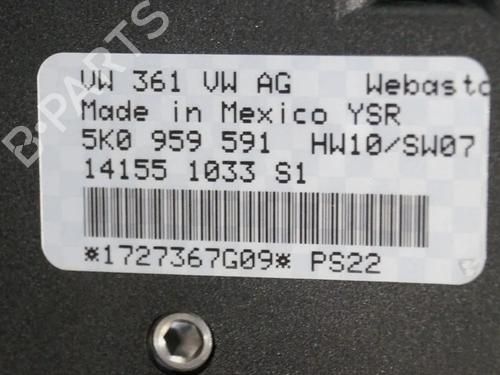 VW 361 VW AG Webasto
Made in Mexico YSR
5K0 959 591 HW10/SW07
14155 1033 S1
*1727367G09* PS22
B-PARTS